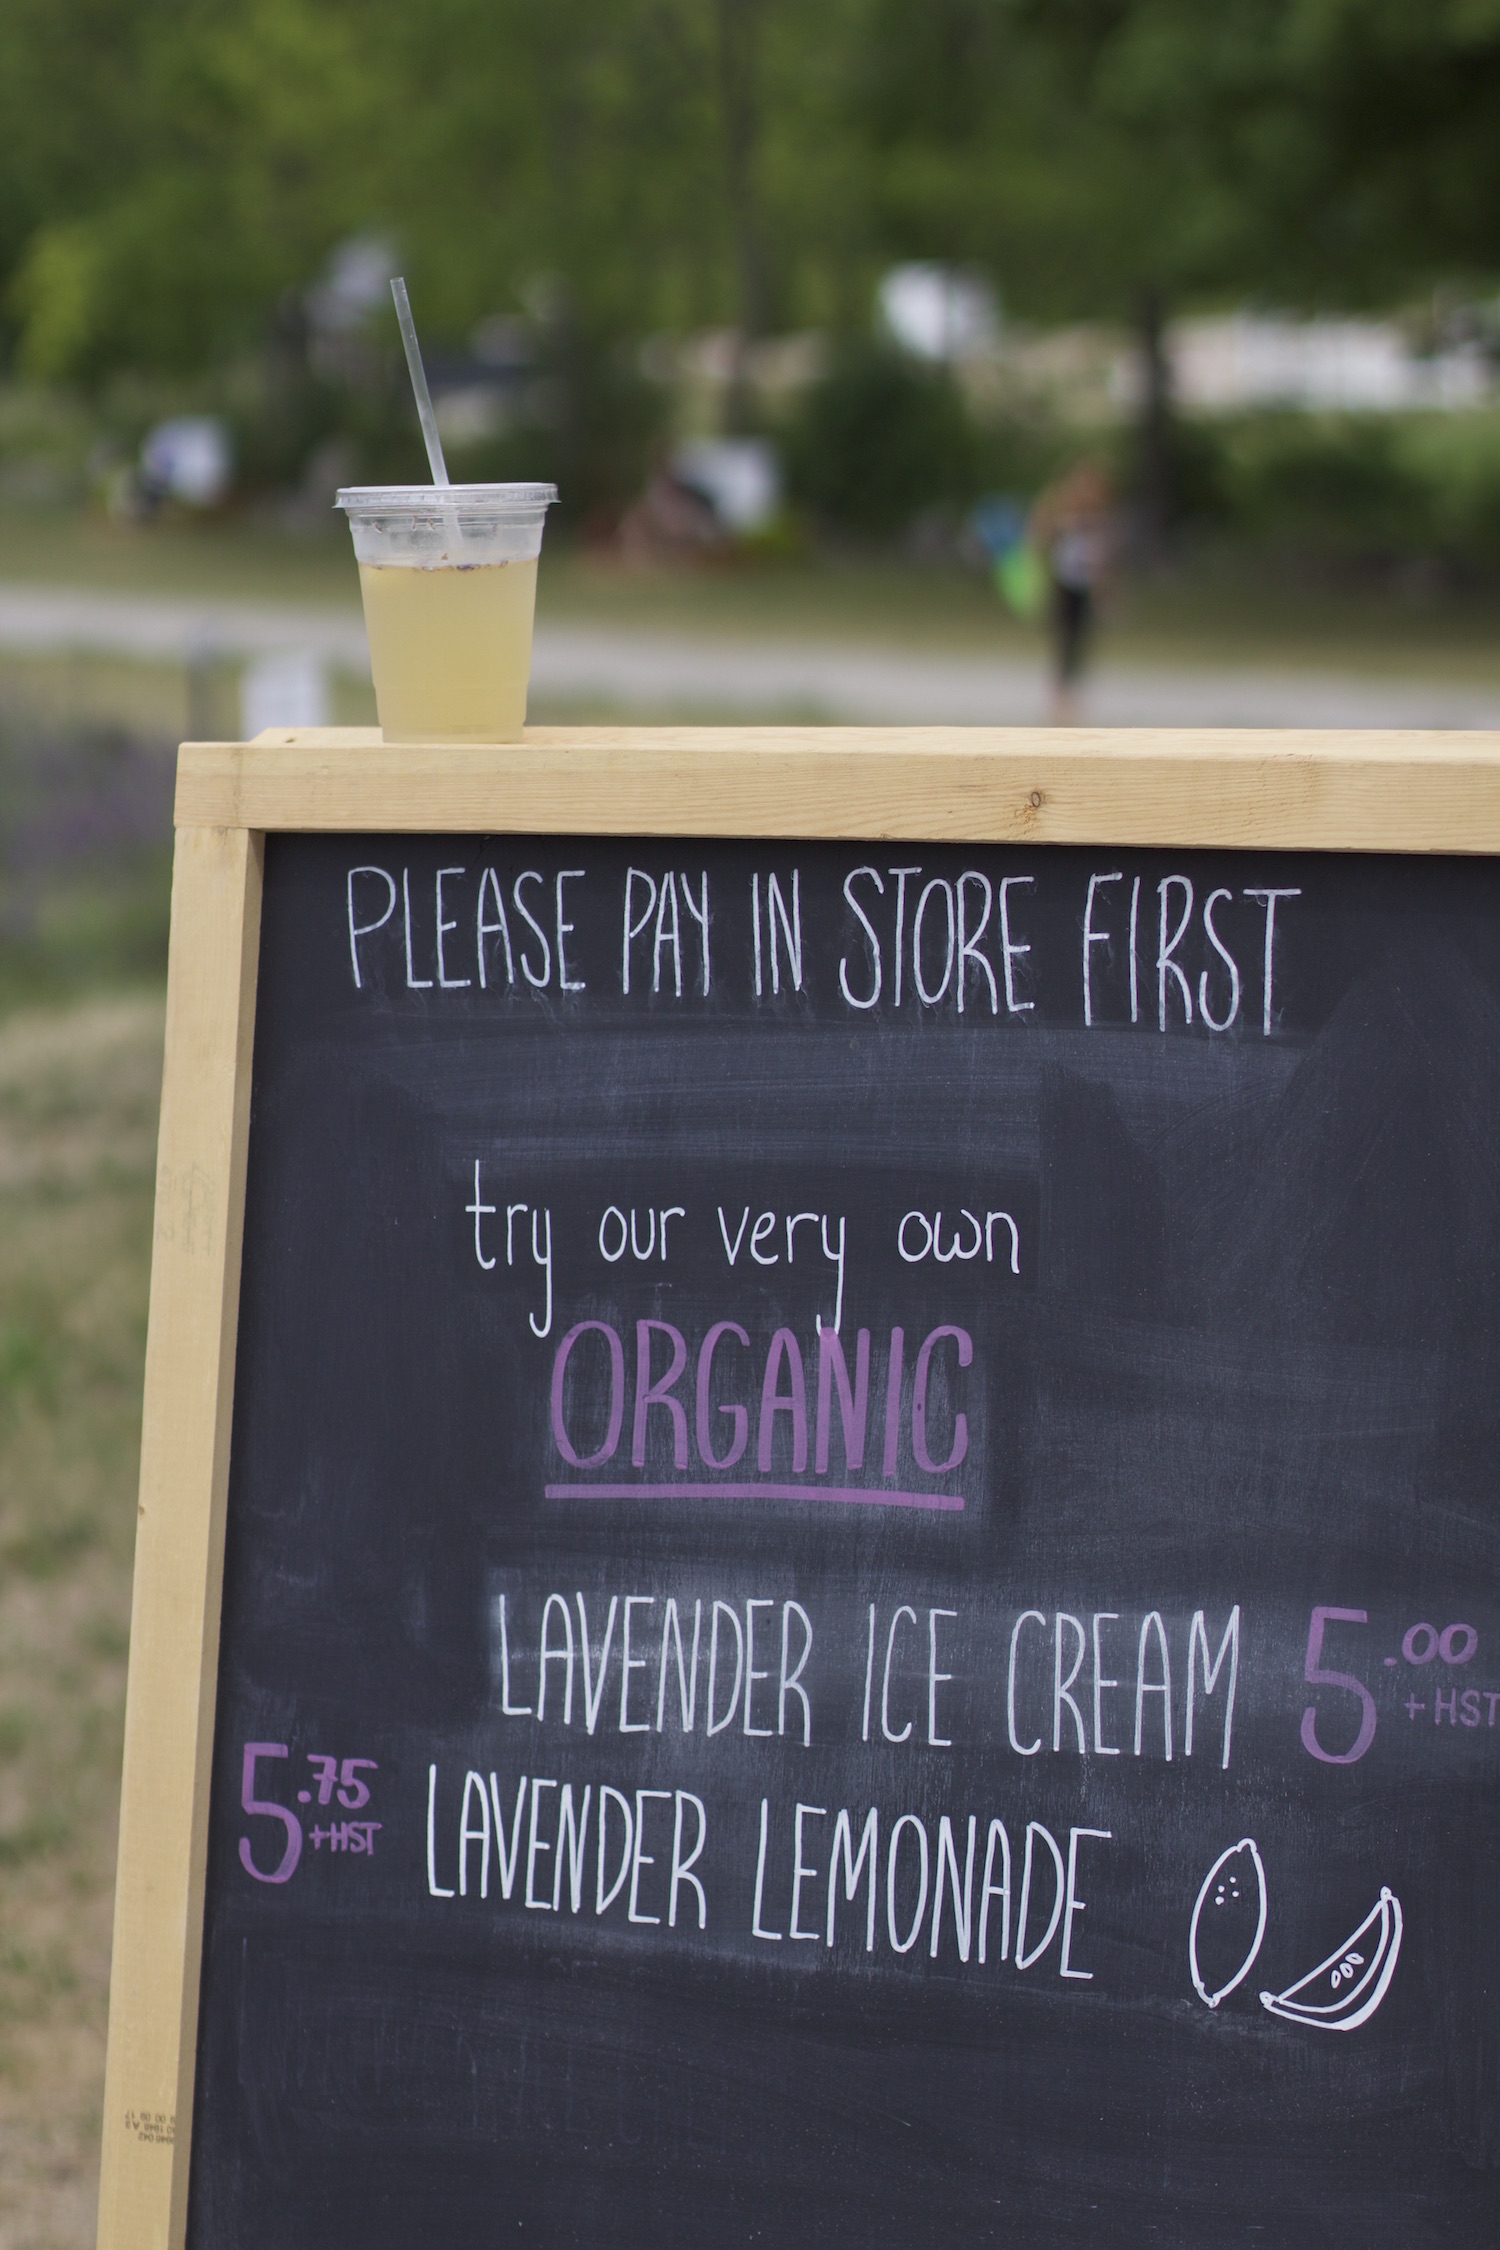 PLEASE PAY IN STORE FIRST
try our very own
ORGANIC
LAVENDER ICE CREAM 5.00 + HST
5.75 + HST LAVENDER LEMONADE